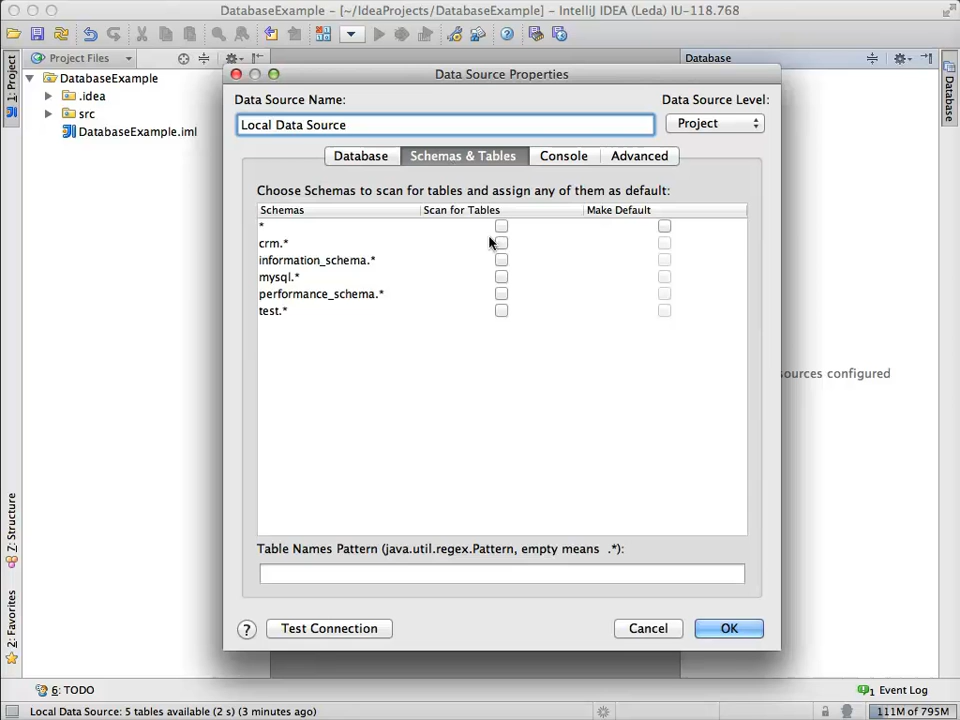 DatabaseExample - [~/IdeaProjects/DatabaseExample] - IntelliJ IDEA (Leda) IU-118.768
Project Files
Database
1: Project
DatabaseExample
.idea
src
DatabaseExample.iml
Data Source Properties
Data Source Name:
Data Source Level:
Local Data Source
Project
Database
Schemas & Tables
Console
Advanced
Choose Schemas to scan for tables and assign any of them as default:
Schemas
Scan for Tables
Make Default
*
crm.*
information_schema.*
mysql.*
performance_schema.*
test.*
Table Names Pattern (java.util.regex.Pattern, empty means .*):
? Test Connection
Cancel
OK
ources configured
Database
7: Structure
2: Favorites
6: TODO
1 Event Log
Local Data Source: 5 tables available (2 s) (3 minutes ago)
111M of 795M